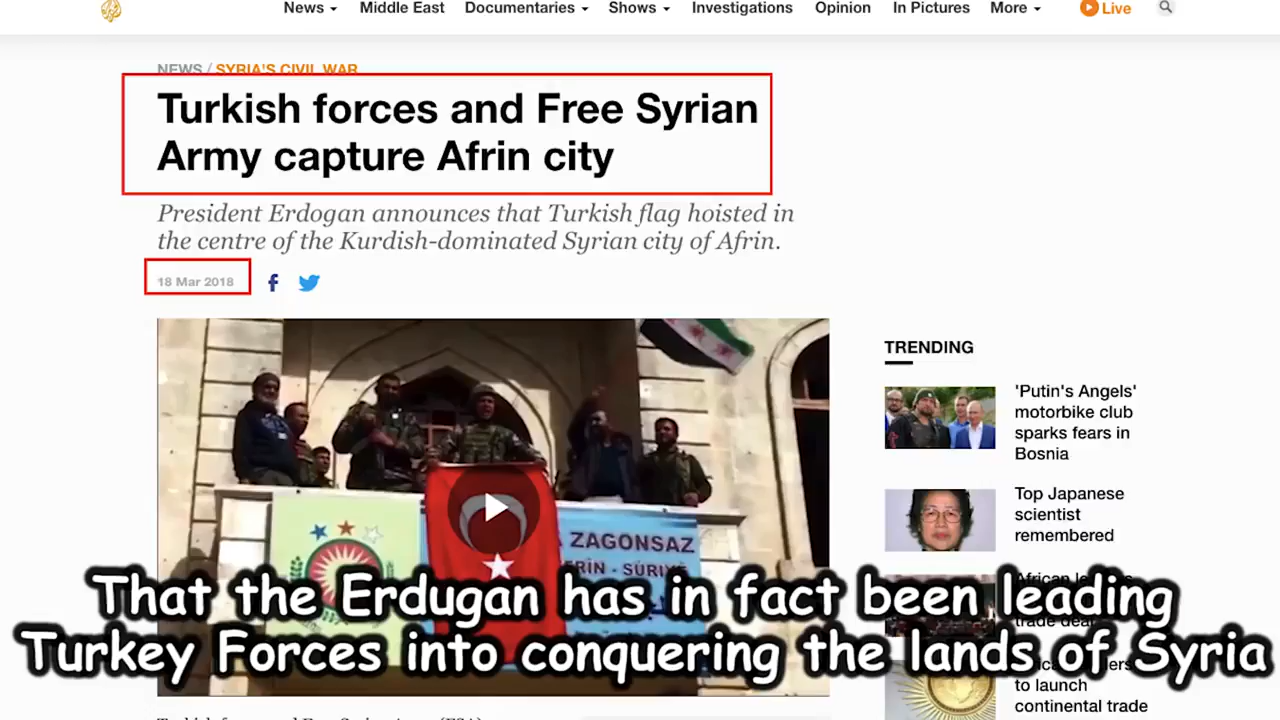 News Middle East Documentaries Shows Investigations Opinion In Pictures More Live
NEWS / SYRIA'S CIVIL WAR
Turkish forces and Free Syrian
Army capture Afrin city
President Erdogan announces that Turkish flag hoisted in
the centre of the Kurdish-dominated Syrian city of Afrin.
18 Mar 2018
ZAGONSAZ
SÛRIYÊ
TRENDING
'Putin's Angels'
motorbike club
sparks fears in
Bosnia
Top Japanese
scientist
remembered
African
trade
to launch
continental trade
That the Erdugan has in fact been leading
Turkey Forces into conquering the lands of Syria